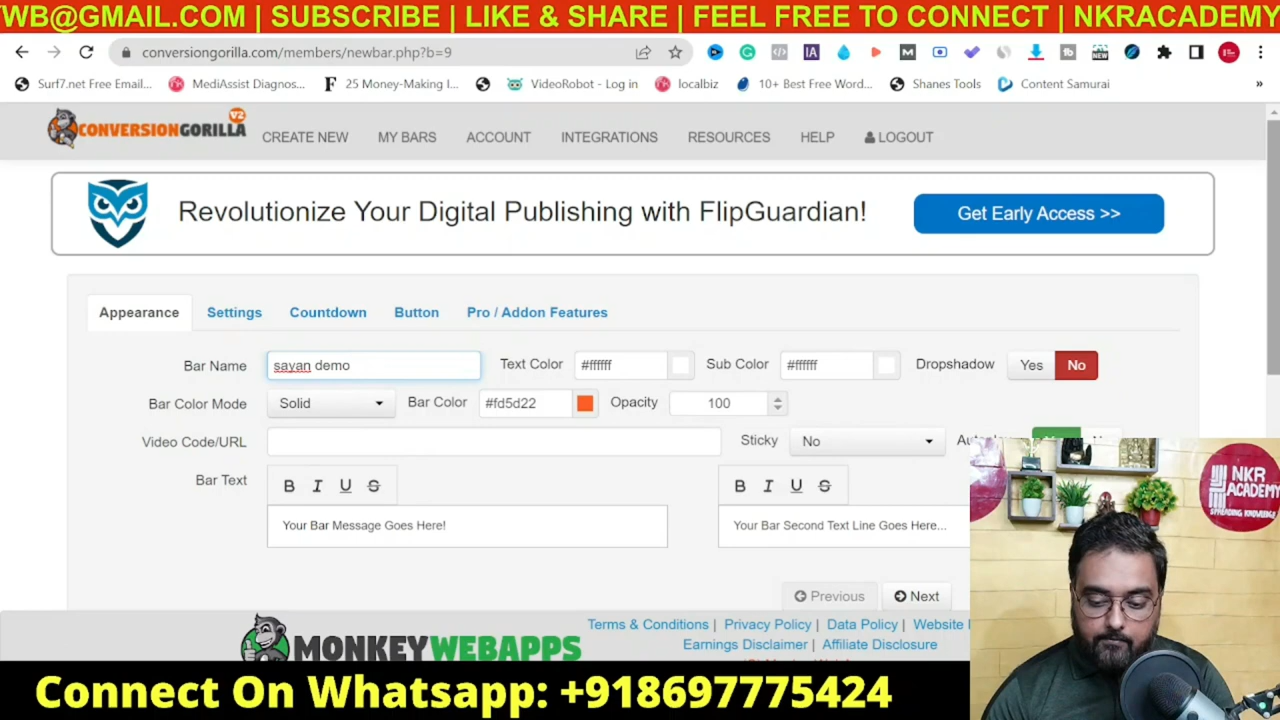 WB@GMAIL.COM | SUBSCRIBE | LIKE & SHARE | FEEL FREE TO CONNECT | NKRACADEMY
conversiongorilla.com/members/newbar.php?b=9
Surf7.net Free Email... MediAssist Diagnos... 25 Money-Making I... VideoRobot - Log in localbiz 10+ Best Free Word... Shanes Tools Content Samurai »
CONVERSIONGORILLA V2 CREATE NEW MY BARS ACCOUNT INTEGRATIONS RESOURCES HELP LOGOUT
Revolutionize Your Digital Publishing with FlipGuardian! Get Early Access >>
Appearance Settings Countdown Button Pro / Addon Features
Bar Name sayan demo Text Color #ffffff Sub Color #ffffff Dropshadow Yes No
Bar Color Mode Solid Bar Color #fd5d22 Opacity 100
Video Code/URL Sticky No
Bar Text B I U S B I U S
Your Bar Message Goes Here! Your Bar Second Text Line Goes Here...
Previous Next
NKR
ACADEMY
SPREADING KNOWLEDGE
Terms & Conditions | Privacy Policy | Data Policy | Website
Earnings Disclaimer | Affiliate Disclosure
MONKEYWEBAPPS
Connect On Whatsapp: +918697775424